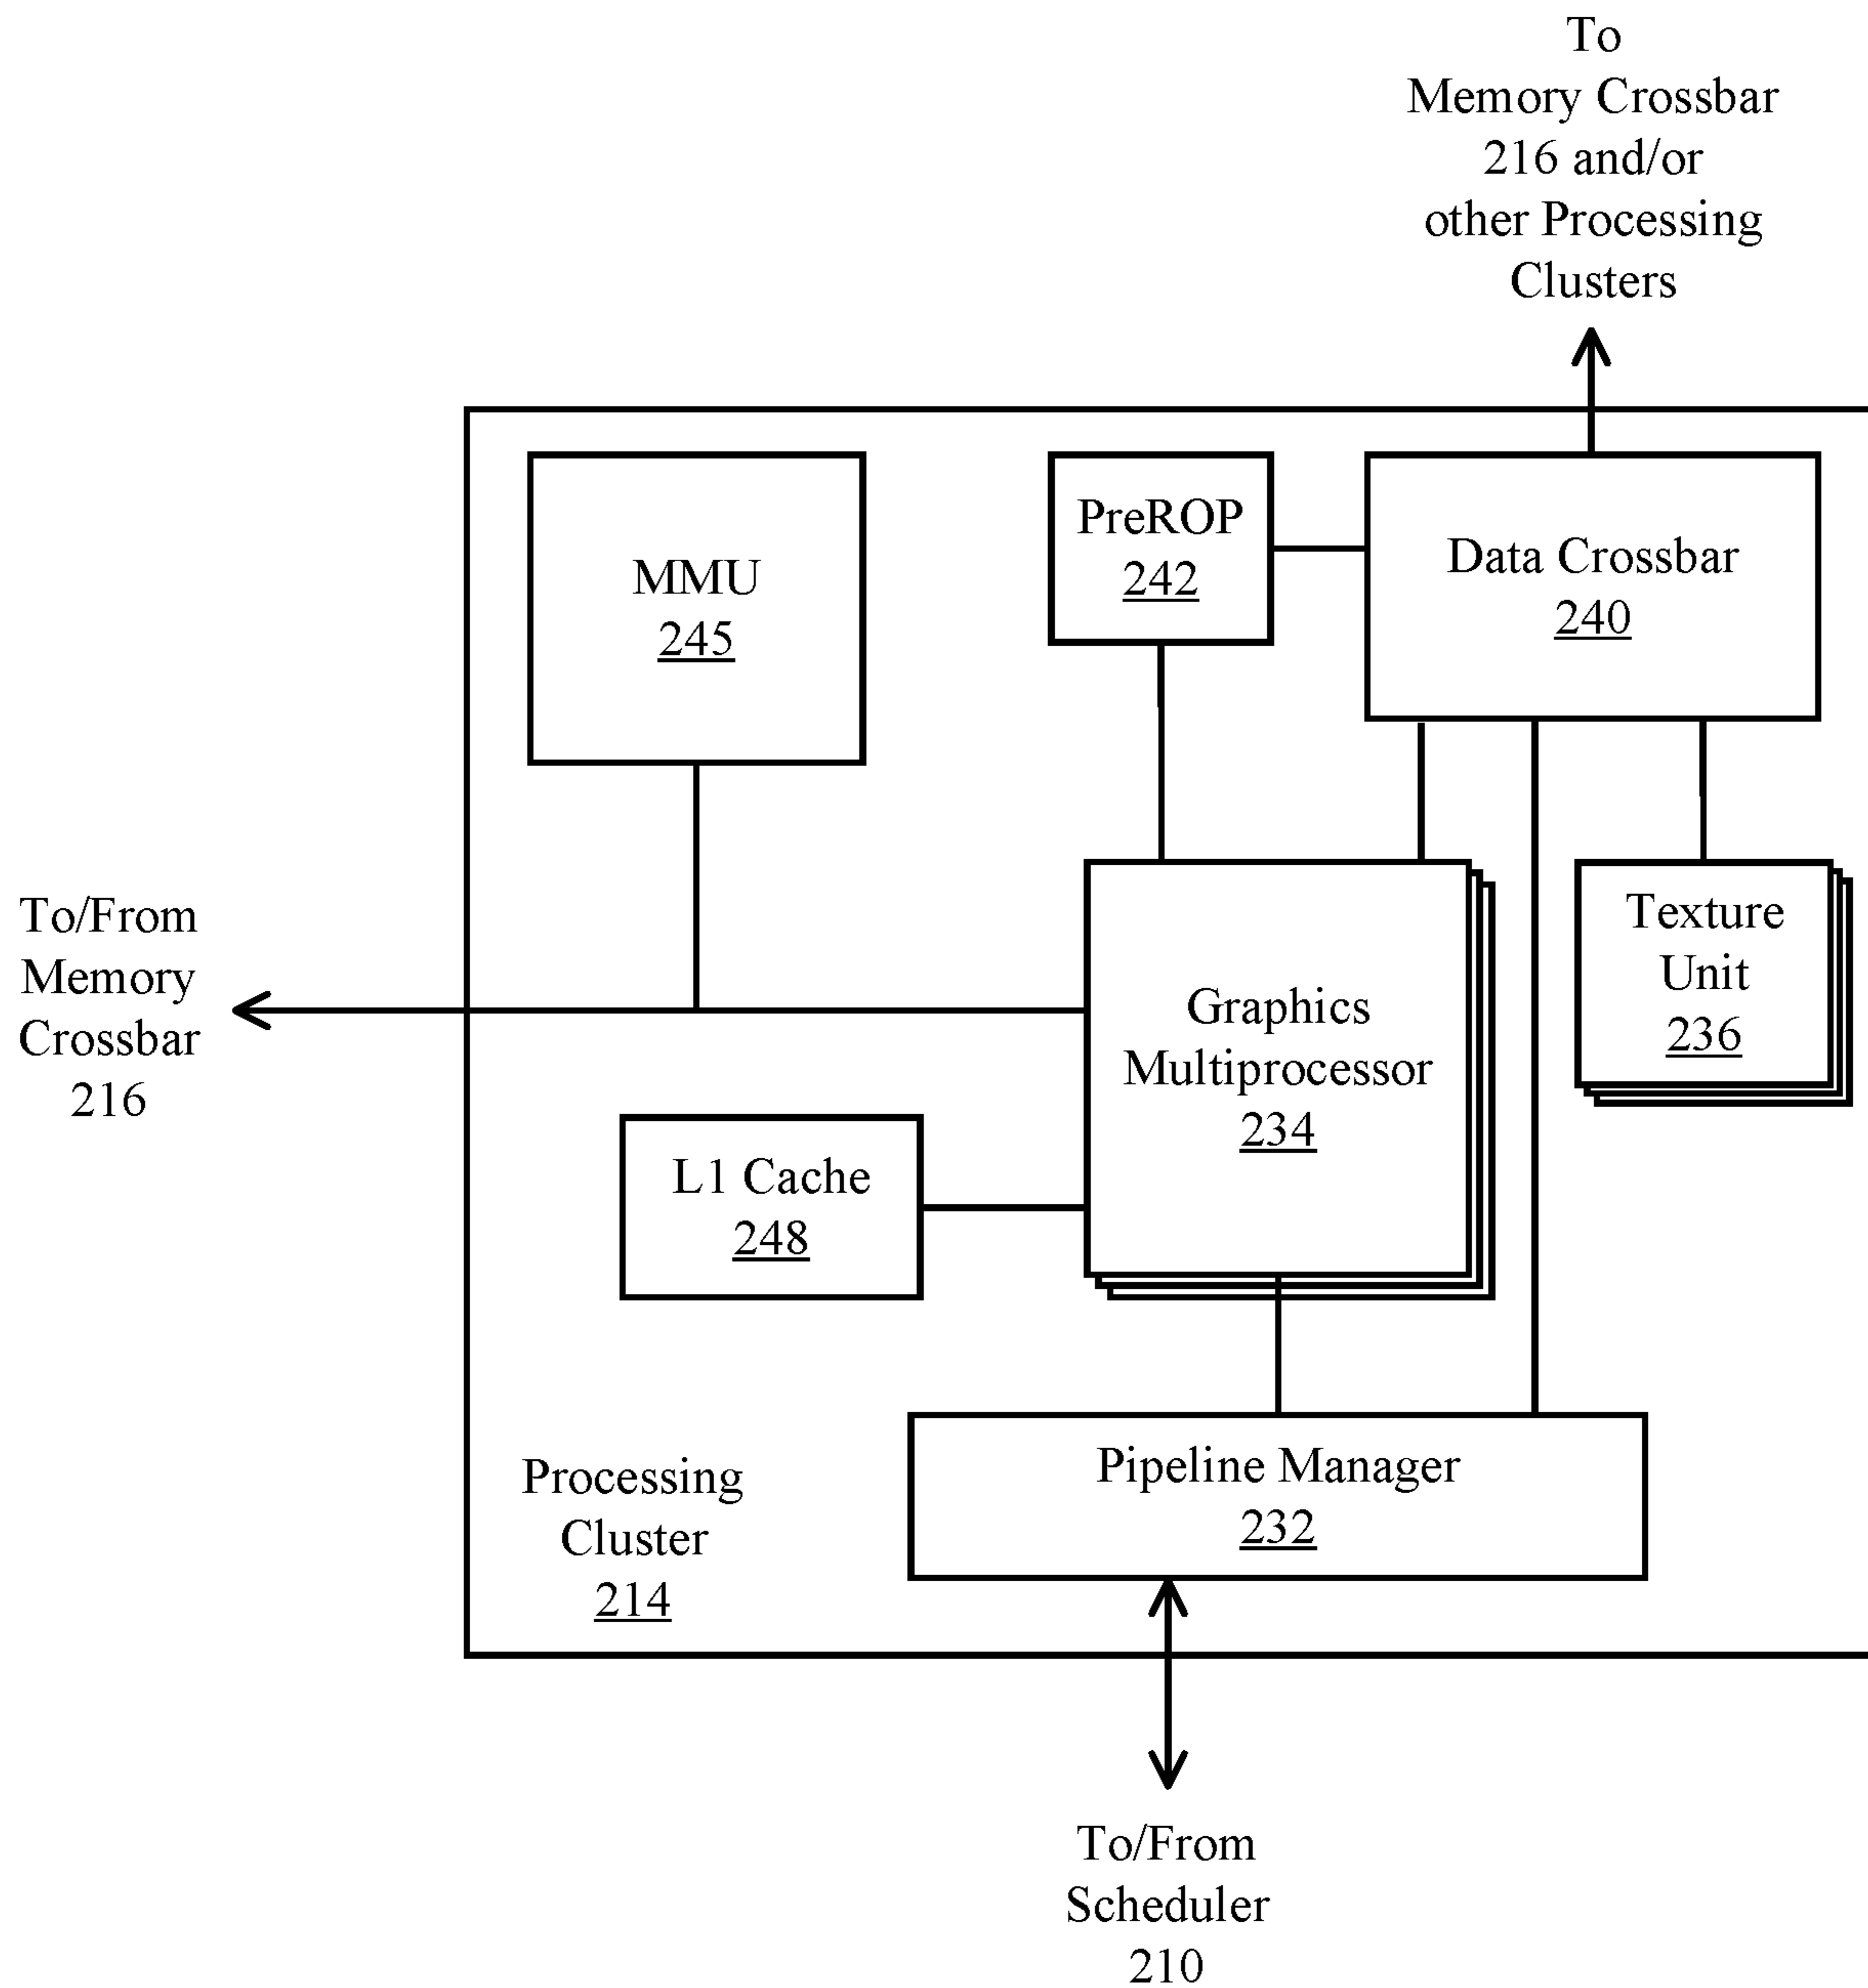 To
Memory Crossbar
216 and/or
other Processing
Clusters
MMU
245
PreROP
242
Data Crossbar
240
To/From
Memory
Crossbar
216
Graphics
Multiprocessor
234
Texture
Unit
236
L1 Cache
248
Processing
Cluster
214
Pipeline Manager
232
To/From
Scheduler
210